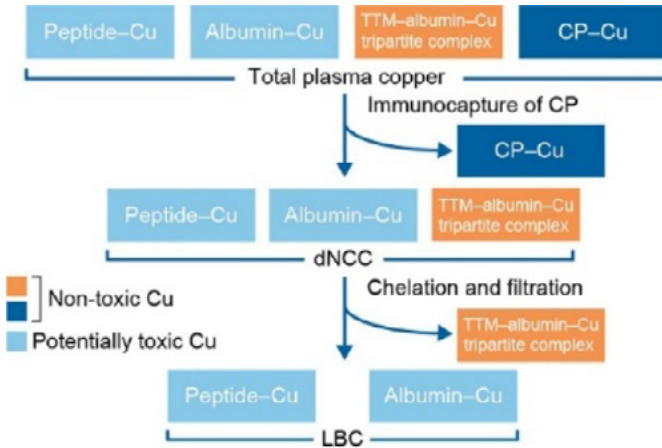 Peptide–Cu
Albumin–Cu
TTM–albumin–Cu
tripartite complex
CP–Cu
Total plasma copper
Immunocapture of CP
CP–Cu
Peptide–Cu
Albumin–Cu
TTM–albumin–Cu
tripartite complex
dNCC
Non-toxic Cu
Chelation and filtration
Potentially toxic Cu
TTM–albumin–Cu
tripartite complex
Peptide–Cu
Albumin–Cu
LBC